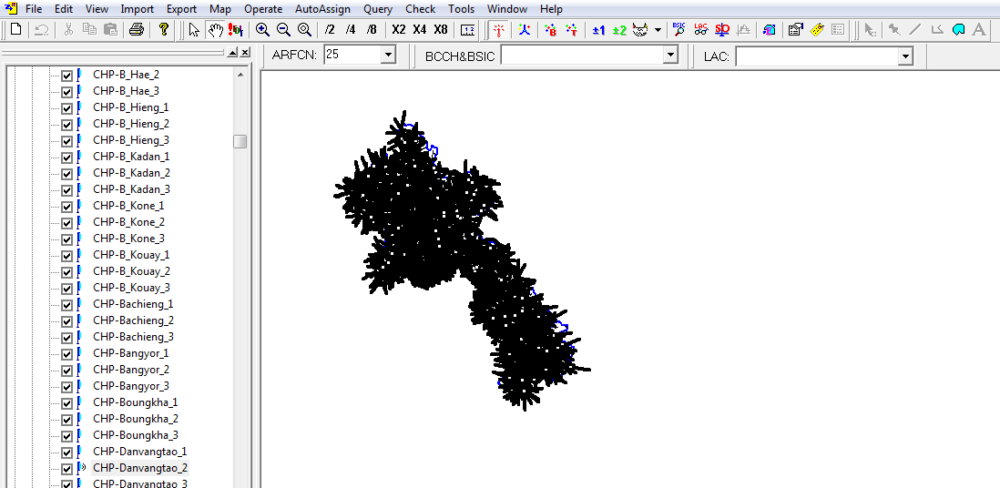 File Edit View Import Export Map Operate AutoAssign Query Check Tools Window Help
/2 /4 /8 X2 X4 X8 1:2 B T ±1 ±2 BSIC A
ARFCN: 25 BCCH&BSIC LAC:
CHP-B_Hae_2
CHP-B_Hae_3
CHP-B_Hieng_1
CHP-B_Hieng_2
CHP-B_Hieng_3
CHP-B_Kadan_1
CHP-B_Kadan_2
CHP-B_Kadan_3
CHP-B_Kone_1
CHP-B_Kone_2
CHP-B_Kone_3
CHP-B_Kouay_1
CHP-B_Kouay_2
CHP-B_Kouay_3
CHP-Bachieng_1
CHP-Bachieng_2
CHP-Bachieng_3
CHP-Bangyor_1
CHP-Bangyor_2
CHP-Bangyor_3
CHP-Boungkha_1
CHP-Boungkha_2
CHP-Boungkha_3
CHP-Danvangtao_1
CHP-Danvangtao_2
CHP-Danvangtao_3